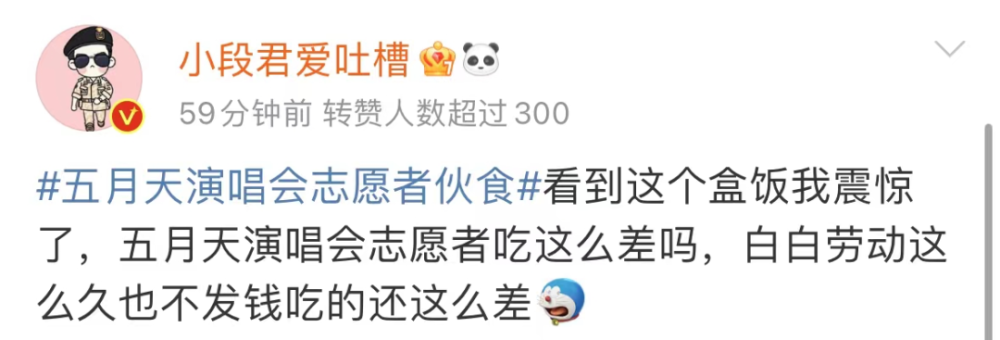 小段君爱吐槽
59分钟前 转赞人数超过300
#五月天演唱会志愿者伙食#看到这个盒饭我震惊
了，五月天演唱会志愿者吃这么差吗，白白劳动这
么久也不发钱吃的还这么差